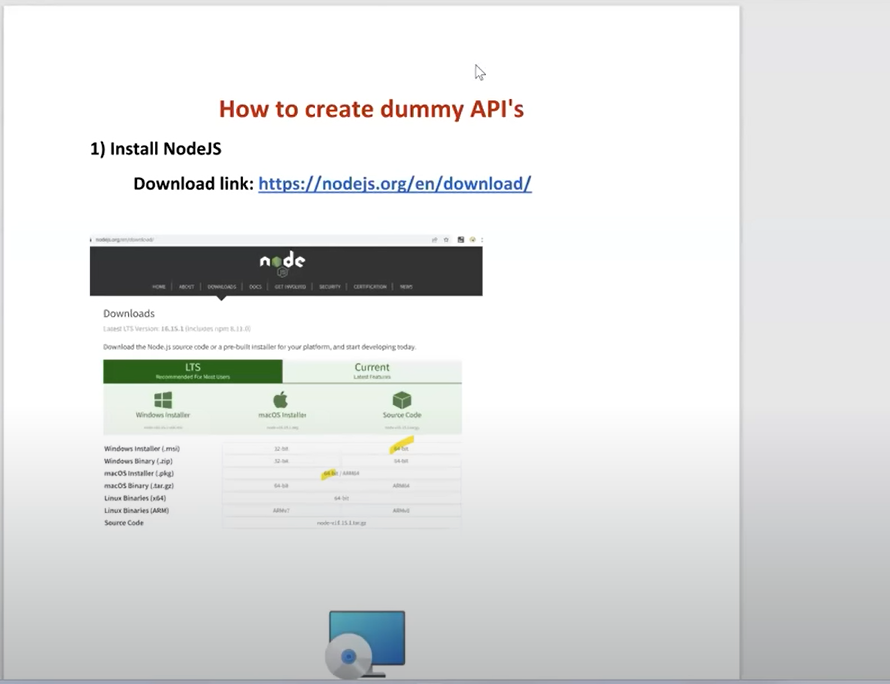 How to create dummy API's
1) Install NodeJS
Download link: https://nodejs.org/en/download/
nodejs.org/en/download/
node
JS
HOME | ABOUT | DOWNLOADS | DOCS | GET INVOLVED | SECURITY | CERTIFICATION | NEWS
Downloads
Latest LTS Version: 16.15.1 (includes npm 8.11.0)
Download the Node.js source code or a pre-built installer for your platform, and start developing today.
LTS
Recommended For Most Users
Current
Latest Features
Windows Installer
macOS Installer
Source Code
Windows Installer (.msi) 32-bit 64-bit
Windows Binary (.zip) 32-bit 64-bit
macOS Installer (.pkg) 64-bit / ARM64
macOS Binary (.tar.gz) 64-bit ARM64
Linux Binaries (x64) 64-bit
Linux Binaries (ARM) ARMv7 ARMv8
Source Code node-v16.15.1.tar.gz